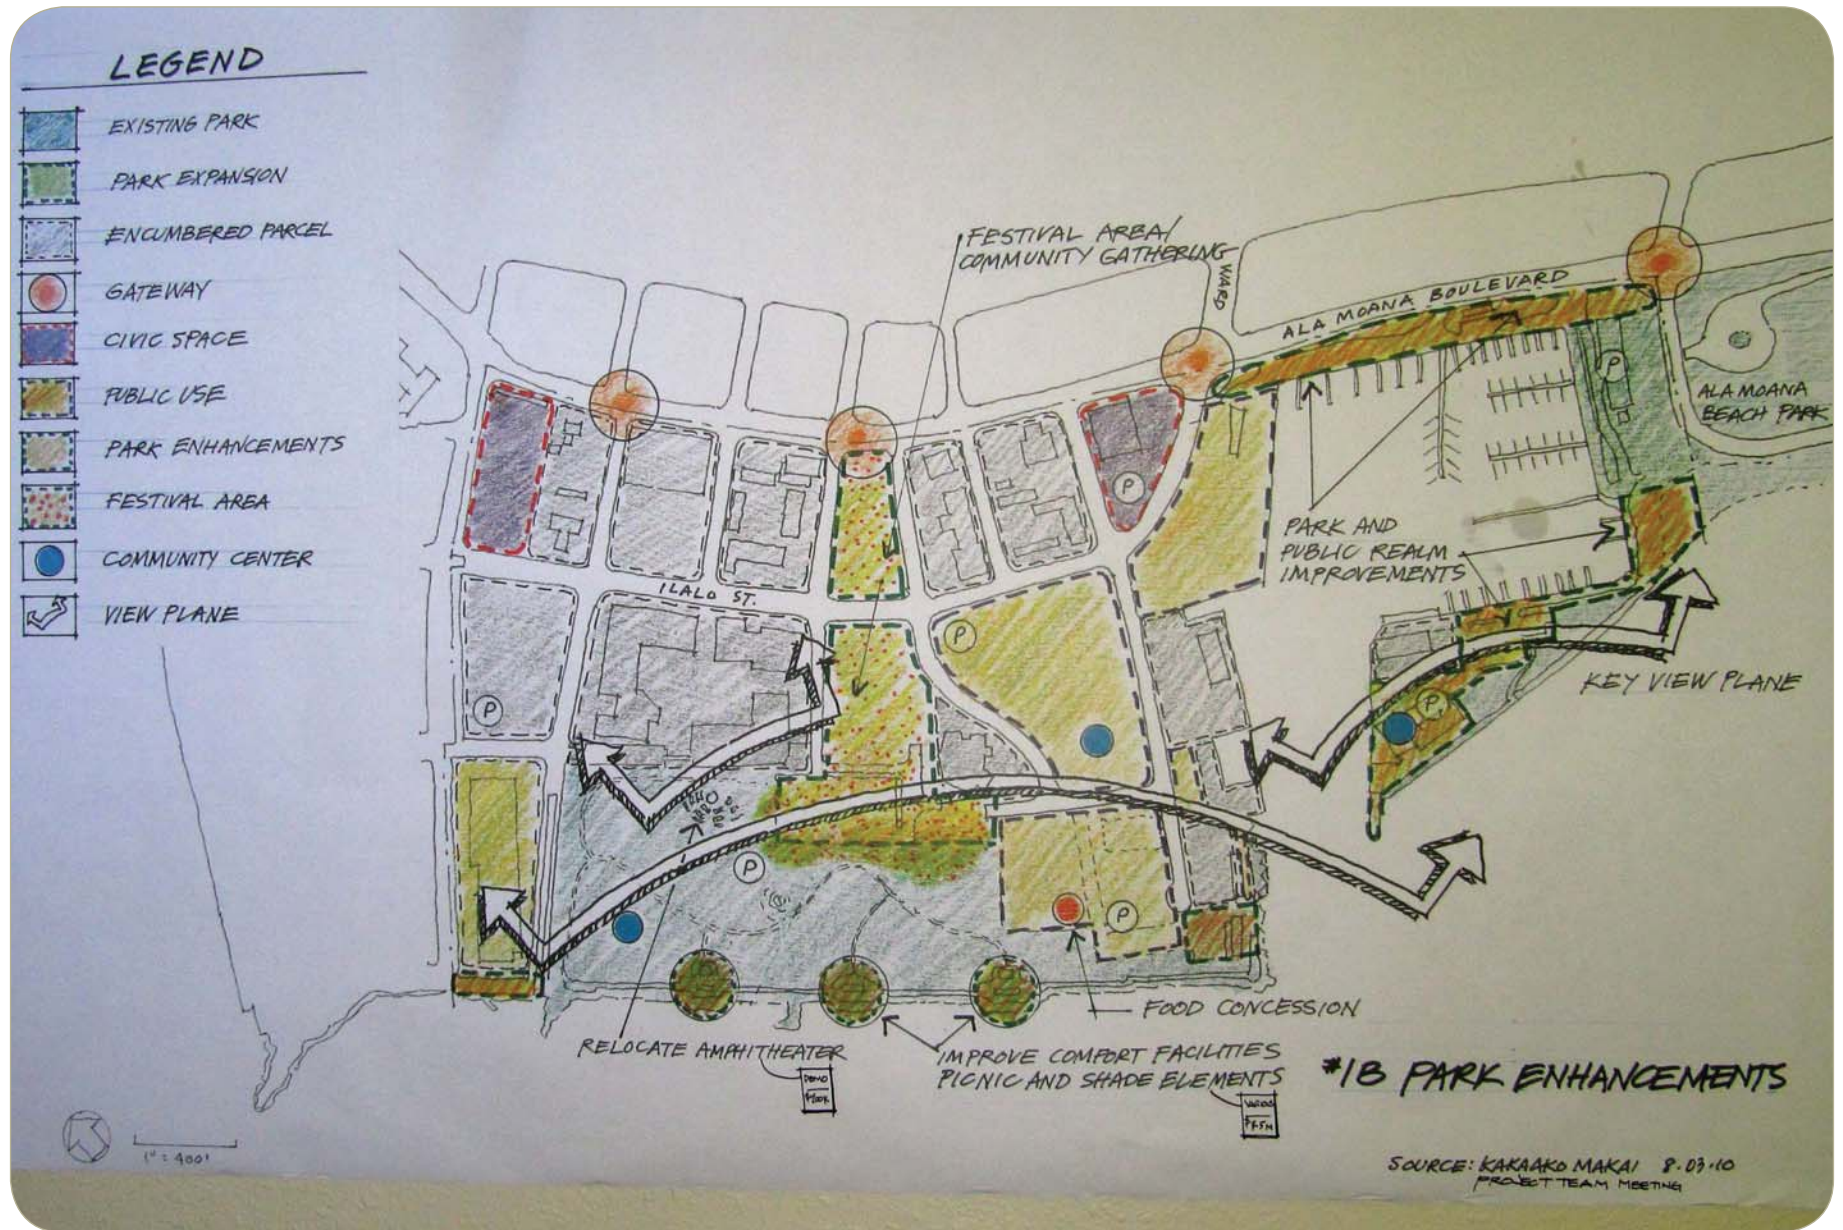 LEGEND
EXISTING PARK
PARK EXPANSION
ENCUMBERED PARCEL
GATEWAY
CIVIC SPACE
PUBLIC USE
PARK ENHANCEMENTS
FESTIVAL AREA
COMMUNITY CENTER
VIEW PLANE
FESTIVAL AREA/
COMMUNITY GATHERING
WARD
ALA MOANA BOULEVARD
P
ALA MOANA
BEACH PARK
P
PARK AND
PUBLIC REALM
IMPROVEMENTS
ILALO ST.
P
KEY VIEW PLANE
P
P
P
P
FOOD CONCESSION
RELOCATE AMPHITHEATER
DEMO
IMPROVE COMFORT FACILITIES
PICNIC AND SHADE ELEMENTS
#1B PARK ENHANCEMENTS
1" = 400'
SOURCE: KAKAAKO MAKAI 8.03.10
PROJECT TEAM MEETING